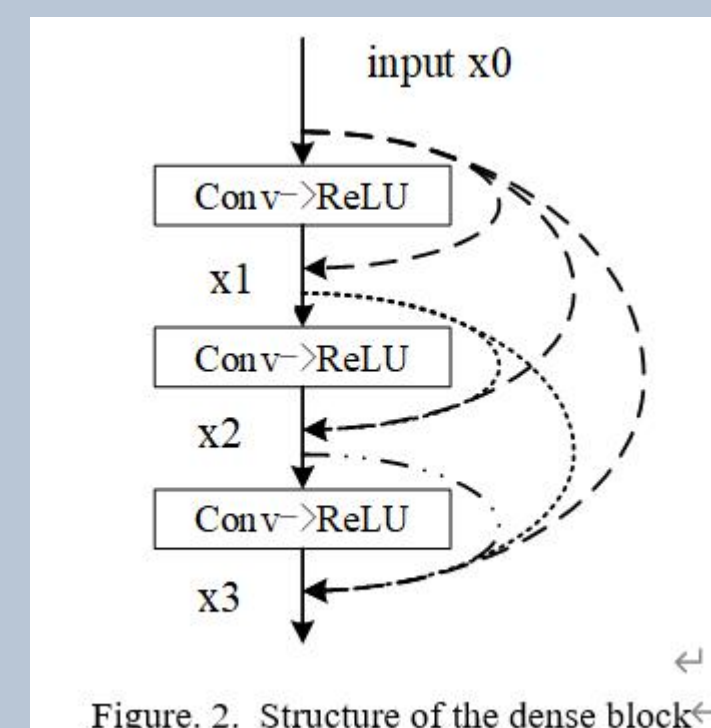 input x0
Conv->ReLU
x1
Conv->ReLU
x2
Conv->ReLU
x3
Figure. 2. Structure of the dense block